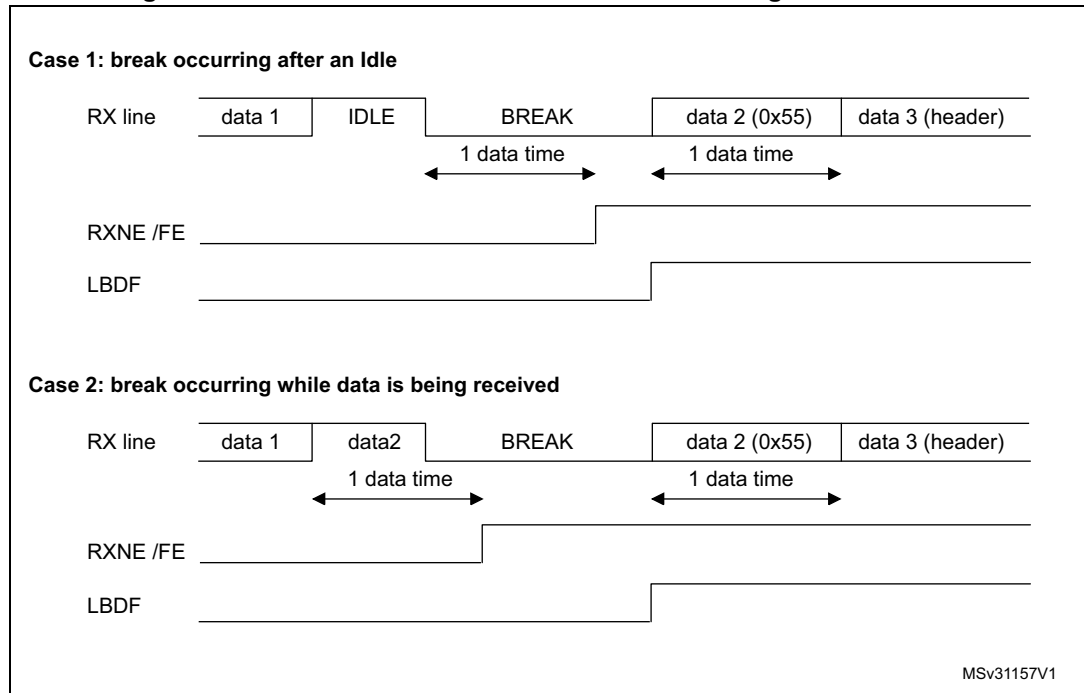 Case 1: break occurring after an Idle
RX line data 1 IDLE BREAK data 2 (0x55) data 3 (header)
1 data time 1 data time
RXNE /FE
LBDF
Case 2: break occurring while data is being received
RX line data 1 data2 BREAK data 2 (0x55) data 3 (header)
1 data time 1 data time
RXNE /FE
LBDF
MSv31157V1